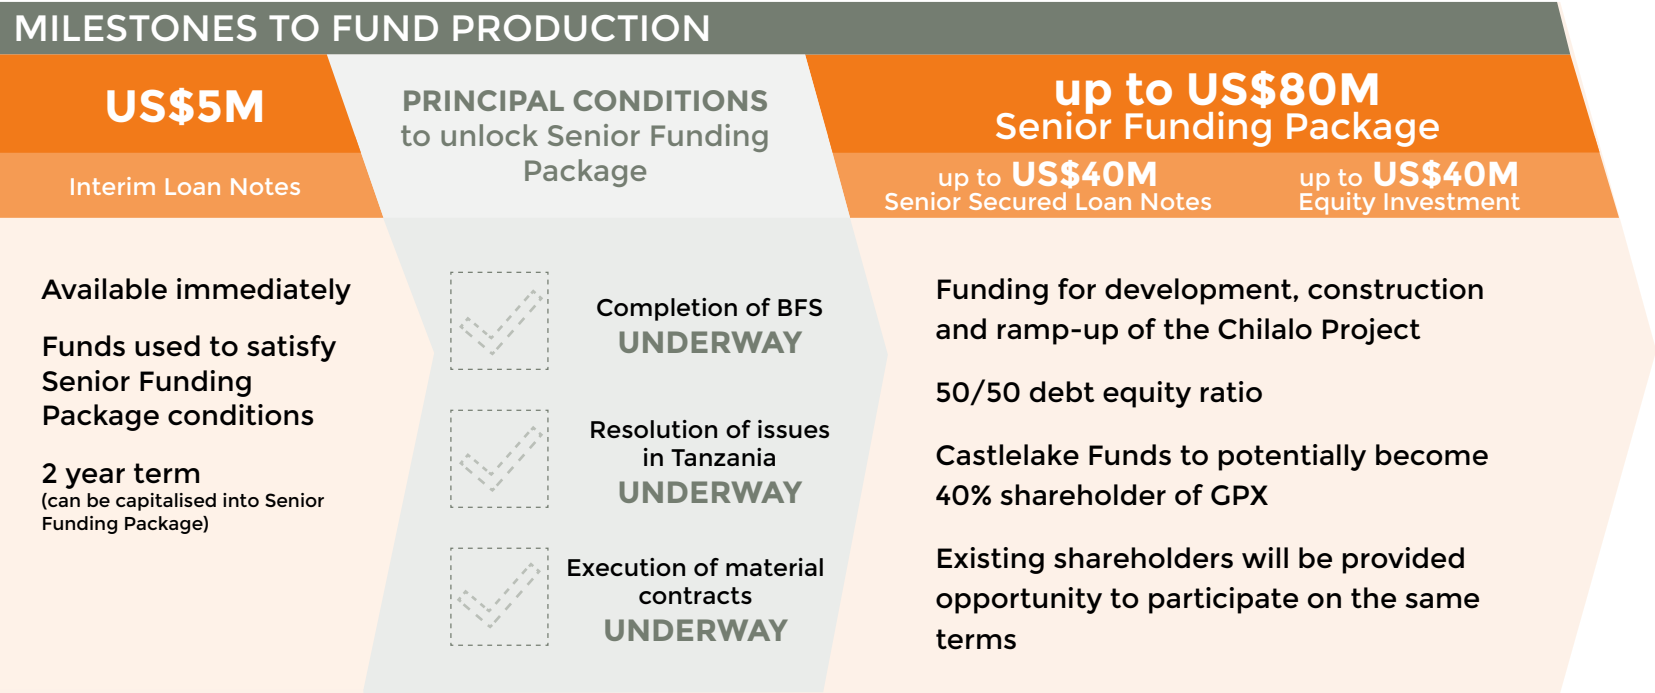 MILESTONES TO FUND PRODUCTION
US$5M
Interim Loan Notes
Available immediately
Funds used to satisfy
Senior Funding
Package conditions
2 year term
(can be capitalised into Senior
Funding Package)
PRINCIPAL CONDITIONS
to unlock Senior Funding
Package
Completion of BFS
UNDERWAY
Resolution of issues
in Tanzania
UNDERWAY
Execution of material
contracts
UNDERWAY
up to US$80M
Senior Funding Package
up to US$40M
Senior Secured Loan Notes
up to US$40M
Equity Investment
Funding for development, construction
and ramp-up of the Chilalo Project
50/50 debt equity ratio
Castlelake Funds to potentially become
40% shareholder of GPX
Existing shareholders will be provided
opportunity to participate on the same
terms